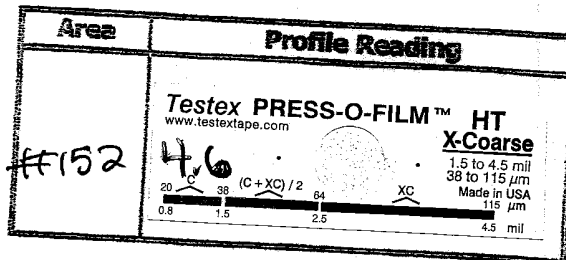 Area
Profile Reading
#152
Testex PRESS-O-FILM™ HT
www.testextape.com
X-Coarse
1.5 to 4.5 mil
38 to 115 µm
Made in USA
4.6
20 C 38 (C + XC) / 2 64 XC 115 µm
0.8 1.5 2.5 4.5 mil